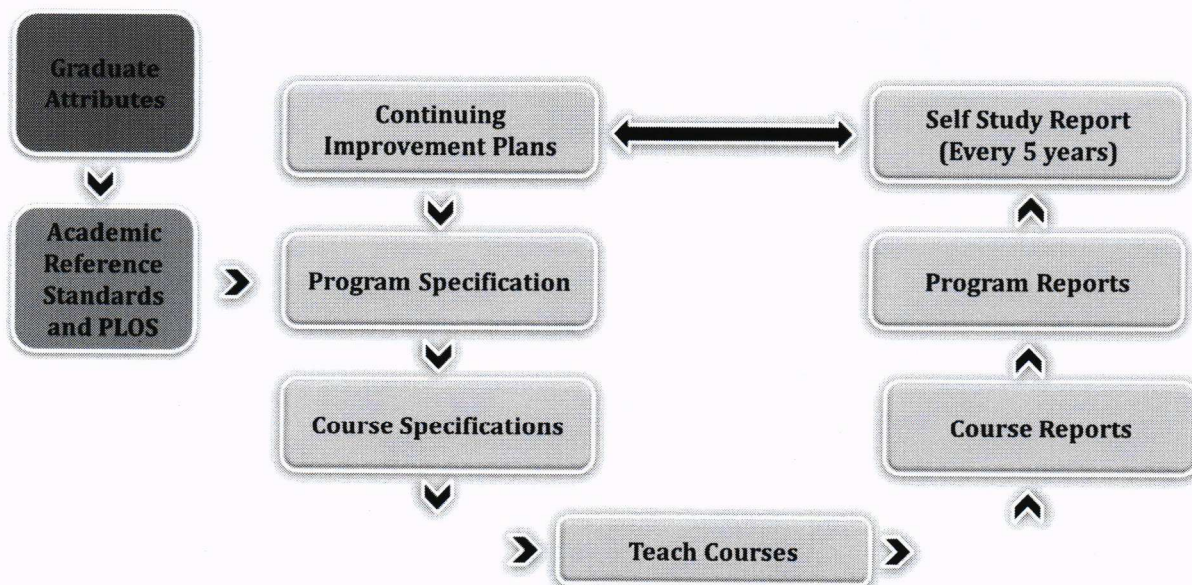 Graduate
Attributes
Academic
Reference
Standards
and PLOS
Continuing
Improvement Plans
Program Specification
Course Specifications
Teach Courses
Course Reports
Program Reports
Self Study Report
(Every 5 years)